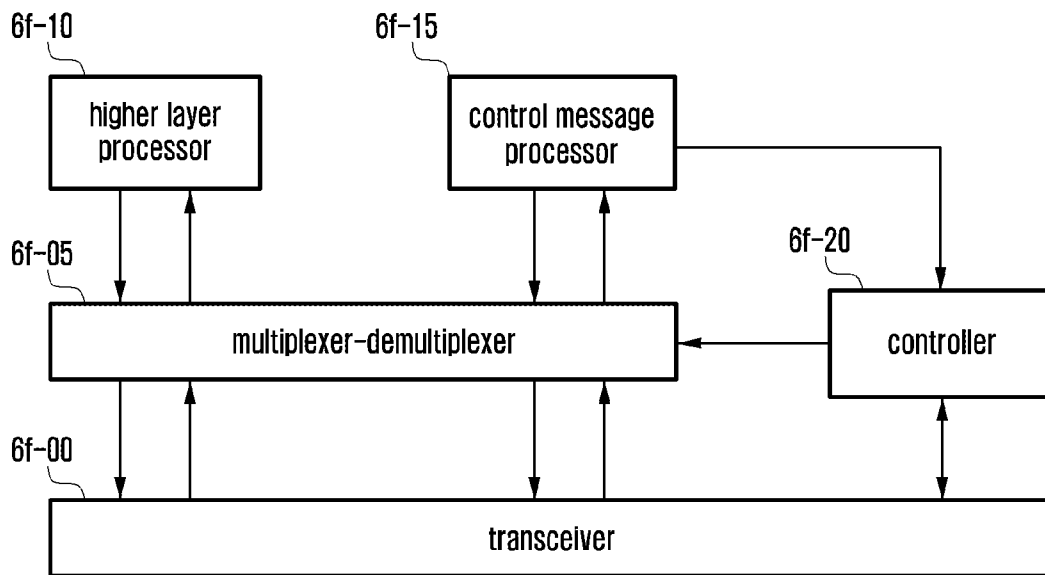 6f-10
6f-15
higher layer
processor
control message
processor
6f-05
6f-20
multiplexer-demultiplexer
controller
6f-00
transceiver